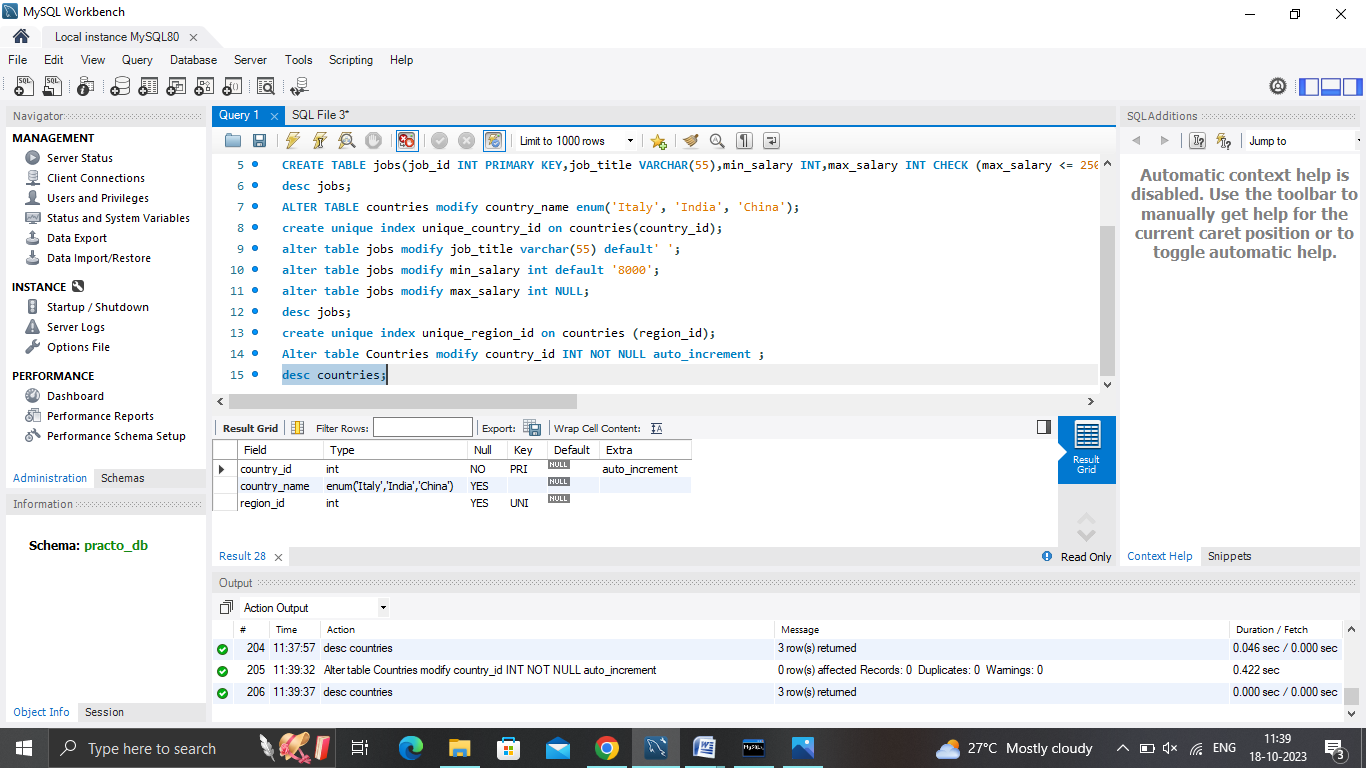 MySQL Workbench
Local instance MySQL80
File Edit View Query Database Server Tools Scripting Help
Navigator
MANAGEMENT
Server Status
Client Connections
Users and Privileges
Status and System Variables
Data Export
Data Import/Restore
INSTANCE
Startup / Shutdown
Server Logs
Options File
PERFORMANCE
Dashboard
Performance Reports
Performance Schema Setup
Administration Schemas
Information
Schema: practo_db
Object Info Session
Query 1 SQL File 3*
Limit to 1000 rows
5 CREATE TABLE jobs(job_id INT PRIMARY KEY,job_title VARCHAR(55),min_salary INT,max_salary INT CHECK (max_salary <= 250
6 desc jobs;
7 ALTER TABLE countries modify country_name enum('Italy', 'India', 'China');
8 create unique index unique_country_id on countries(country_id);
9 alter table jobs modify job_title varchar(55) default' ';
10 alter table jobs modify min_salary int default '8000';
11 alter table jobs modify max_salary int NULL;
12 desc jobs;
13 create unique index unique_region_id on countries (region_id);
14 Alter table Countries modify country_id INT NOT NULL auto_increment ;
15 desc countries;
Result Grid Filter Rows: Export: Wrap Cell Content:
Field Type Null Key Default Extra
country_id int NO PRI NULL auto_increment
country_name enum('Italy','India','China') YES NULL
region_id int YES UNI NULL
Result Grid
Result 28
Read Only
Output
Action Output
# Time Action Message Duration / Fetch
204 11:37:57 desc countries 3 row(s) returned 0.046 sec / 0.000 sec
205 11:39:32 Alter table Countries modify country_id INT NOT NULL auto_increment 0 row(s) affected Records: 0 Duplicates: 0 Warnings: 0 0.422 sec
206 11:39:37 desc countries 3 row(s) returned 0.000 sec / 0.000 sec
SQLAdditions
Jump to
Automatic context help is
disabled. Use the toolbar to
manually get help for the
current caret position or to
toggle automatic help.
Context Help Snippets
Type here to search
27°C Mostly cloudy
ENG
11:39
18-10-2023
3